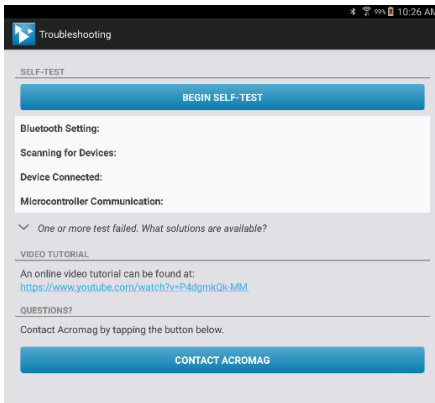 99% 10:26 AM
Troubleshooting
SELF-TEST
BEGIN SELF-TEST
Bluetooth Setting:
Scanning for Devices:
Device Connected:
Microcontroller Communication:
One or more test failed. What solutions are available?
VIDEO TUTORIAL
An online video tutorial can be found at:
https://www.youtube.com/watch?v=P4dgmkQk-MM
QUESTIONS?
Contact Acromag by tapping the button below.
CONTACT ACROMAG